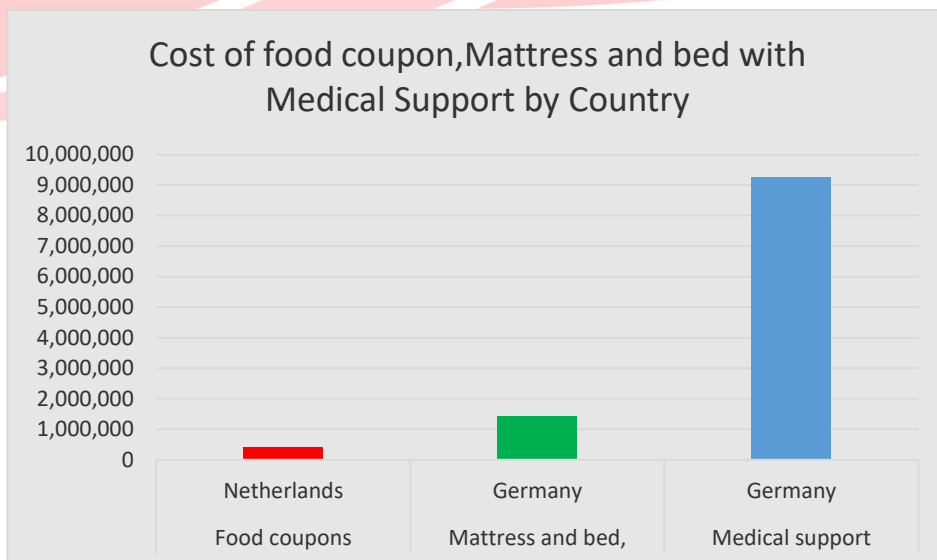 Cost of food coupon,Mattress and bed with
Medical Support by Country
10,000,000
9,000,000
8,000,000
7,000,000
6,000,000
5,000,000
4,000,000
3,000,000
2,000,000
1,000,000
0
Netherlands Germany Germany
Food coupons Mattress and bed, Medical support